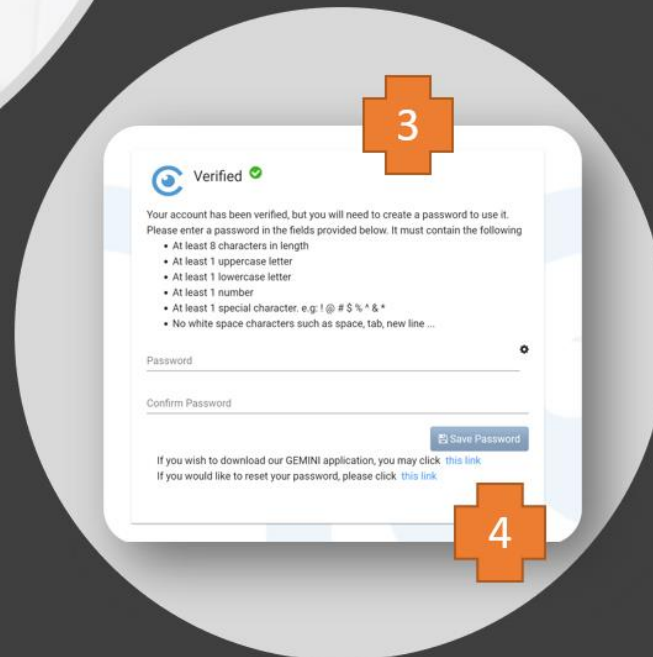 3
Verified
Your account has been verified, but you will need to create a password to use it.
Please enter a password in the fields provided below. It must contain the following
• At least 8 characters in length
• At least 1 uppercase letter
• At least 1 lowercase letter
• At least 1 number
• At least 1 special character. e.g: ! @ # $ % ^ & *
• No white space characters such as space, tab, new line ...
Password
Confirm Password
Save Password
If you wish to download our GEMINI application, you may click this link
If you would like to reset your password, please click this link
4